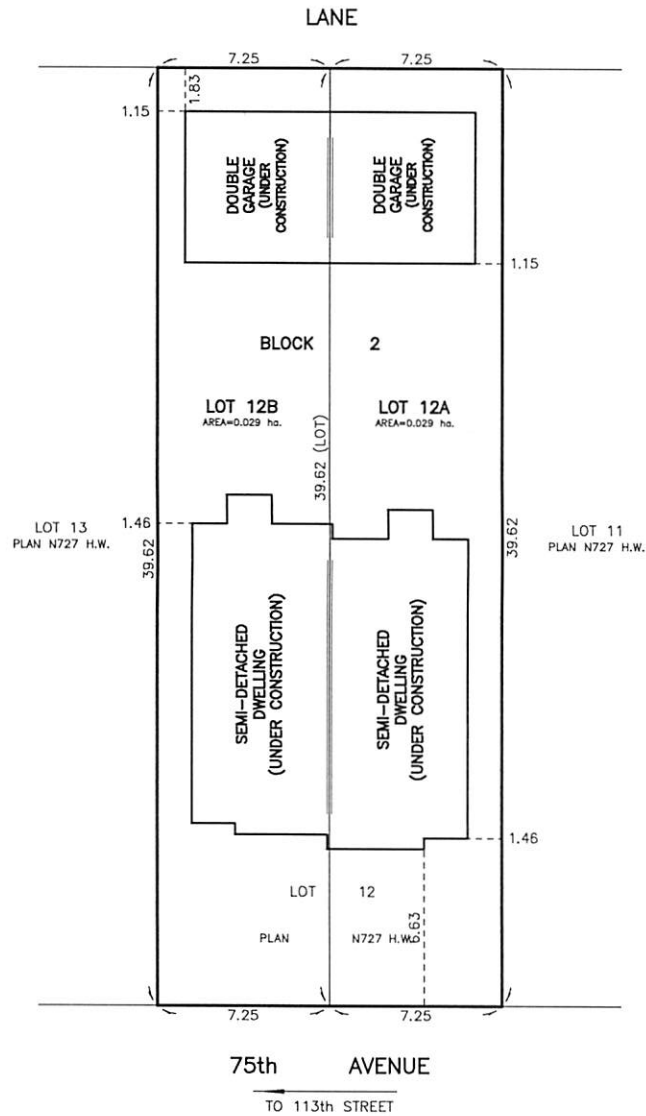 LANE
7.25 7.25
1.83
1.15
DOUBLE
GARAGE
(UNDER
CONSTRUCTION)
DOUBLE
GARAGE
(UNDER
CONSTRUCTION)
1.15
BLOCK 2
LOT 12B
AREA=0.029 ha.
LOT 12A
AREA=0.029 ha.
39.62 (LOT)
LOT 13
PLAN N727 H.W.
1.46
39.62
39.62
LOT 11
PLAN N727 H.W.
SEMI-DETACHED
DWELLING
(UNDER CONSTRUCTION)
SEMI-DETACHED
DWELLING
(UNDER CONSTRUCTION)
1.46
LOT 12
PLAN N727 H.W.
7.25 7.25
75th AVENUE
TO 113th STREET